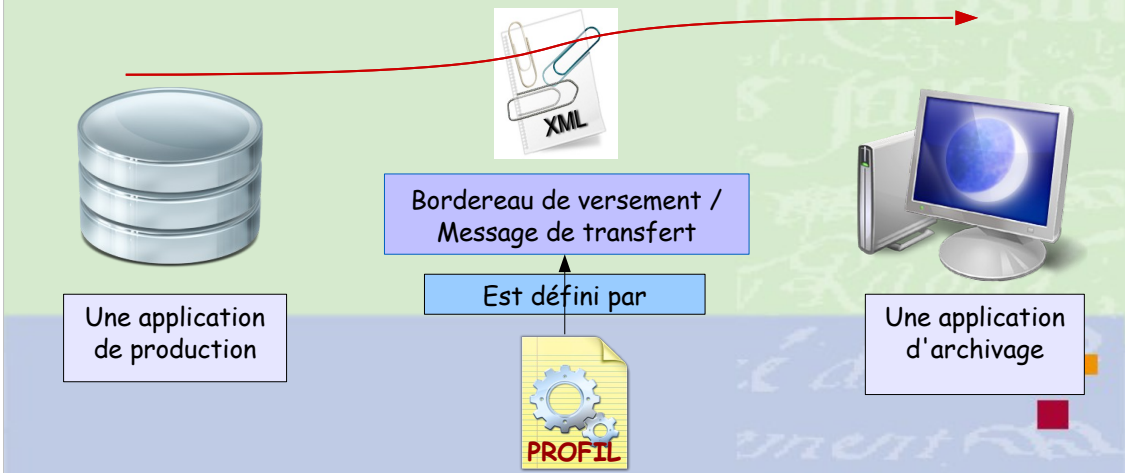 XML
Bordereau de versement /
Message de transfert
Est défini par
Une application
de production
Une application
d'archivage
PROFIL